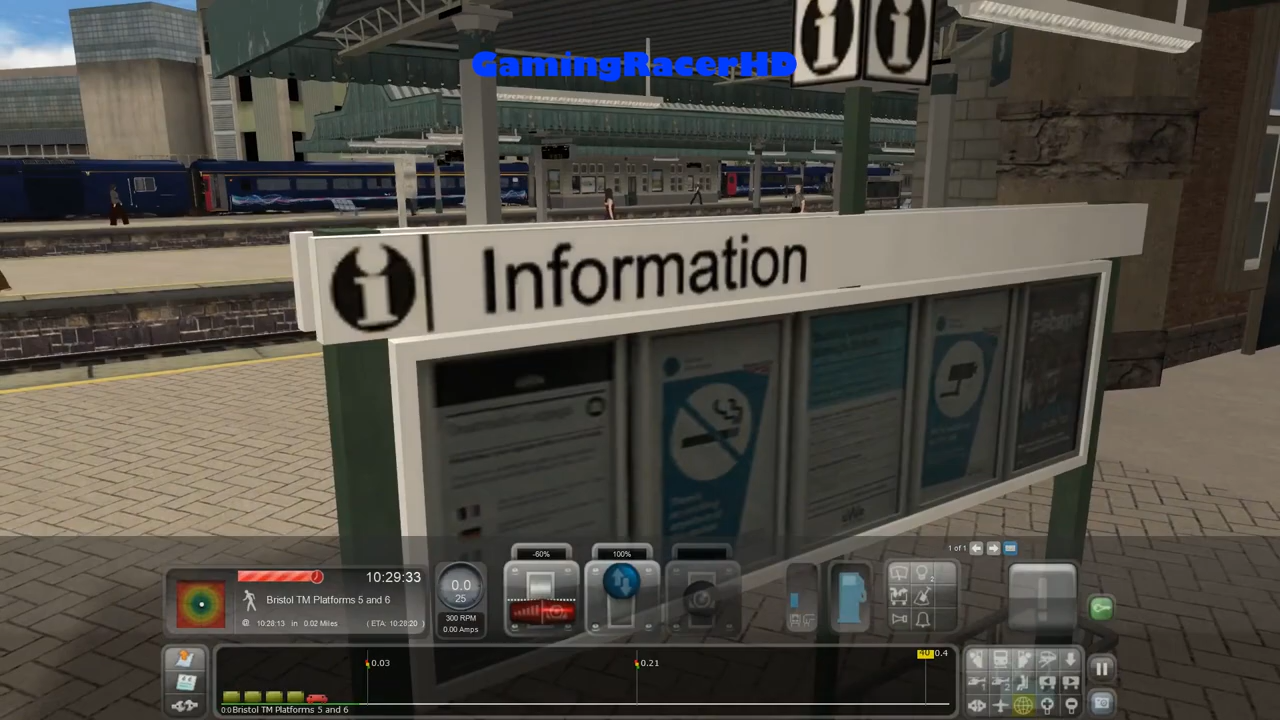 GamingRacerHD
i i
i Information
1 of 1
-60%
100%
10:29:33
Bristol TM Platforms 5 and 6
@ 10:28:13 in 0.02 Miles ( ETA: 10:28:20 )
0.0
25
300 RPM
0.00 Amps
0.03
0.21
40 0.4
0.0 Bristol TM Platforms 5 and 6